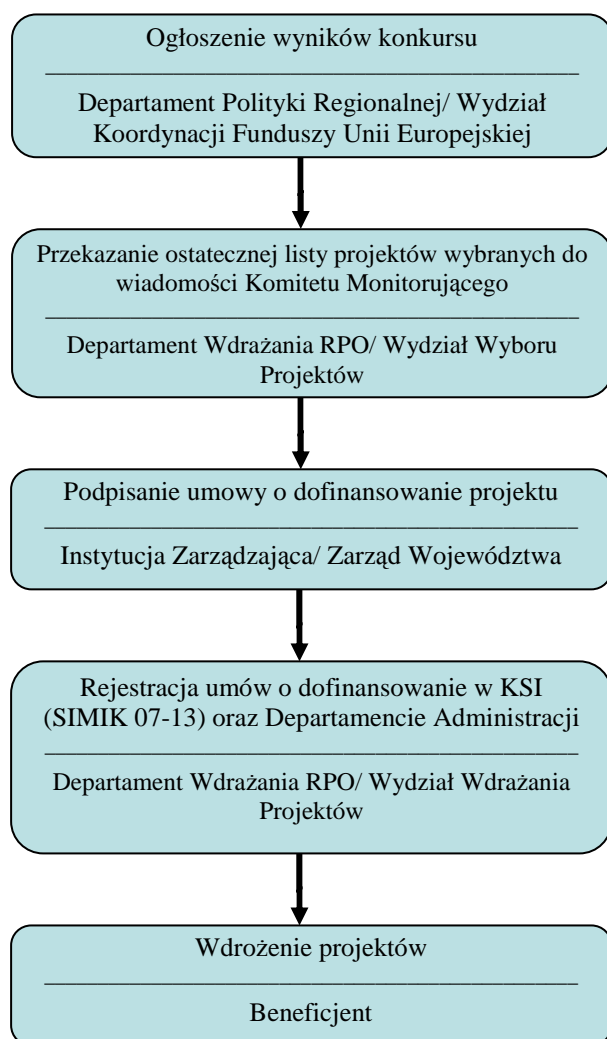 Ogłoszenie wyników konkursu
Departament Polityki Regionalnej/ Wydział
Koordynacji Funduszy Unii Europejskiej
Przekazanie ostatecznej listy projektów wybranych do
wiadomości Komitetu Monitorującego
Departament Wdrażania RPO/ Wydział Wyboru
Projektów
Podpisanie umowy o dofinansowanie projektu
Instytucja Zarządzająca/ Zarząd Województwa
Rejestracja umów o dofinansowanie w KSI
(SIMIK 07-13) oraz Departamencie Administracji
Departament Wdrażania RPO/ Wydział Wdrażania
Projektów
Wdrożenie projektów
Beneficjent